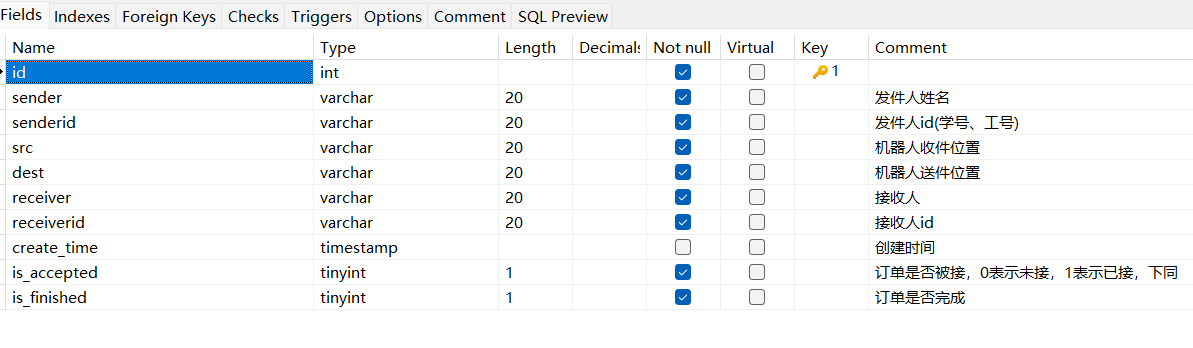 Fields Indexes Foreign Keys Checks Triggers Options Comment SQL Preview
Name Type Length Decimals Not null Virtual Key Comment
id int 1
sender varchar 20 发件人姓名
senderid varchar 20 发件人id(学号、工号)
src varchar 20 机器人收件位置
dest varchar 20 机器人送件位置
receiver varchar 20 接收人
receiverid varchar 20 接收人id
create_time timestamp 创建时间
is_accepted tinyint 1 订单是否被接，0表示未接，1表示已接，下同
is_finished tinyint 1 订单是否完成